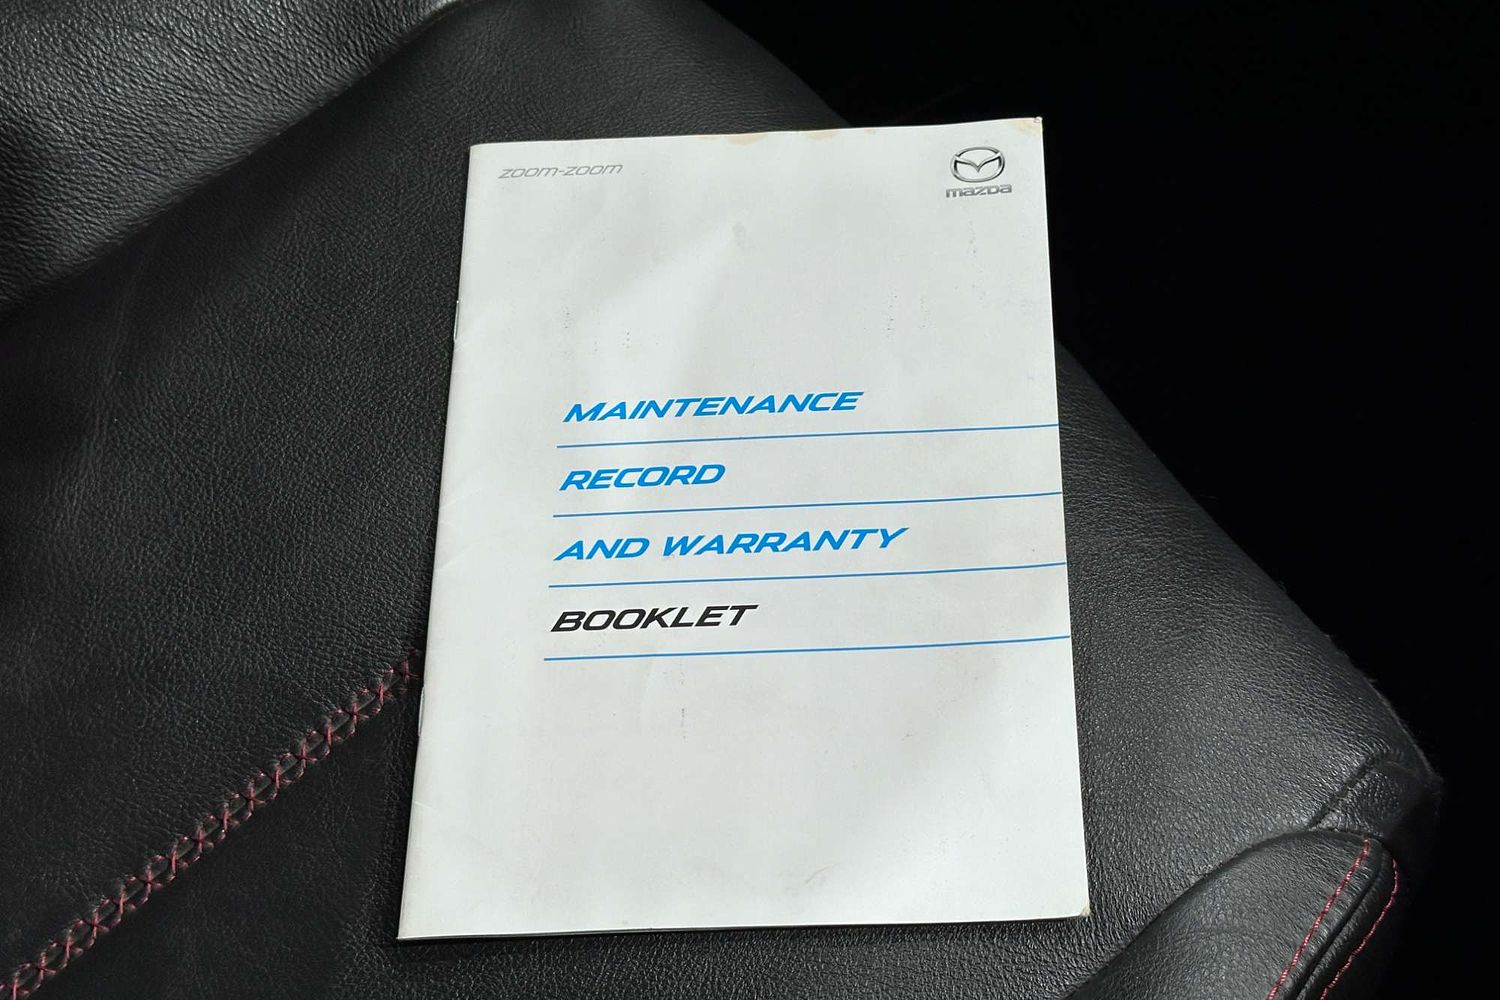 zoom-zoom
mazda
MAINTENANCE
RECORD
AND WARRANTY
BOOKLET